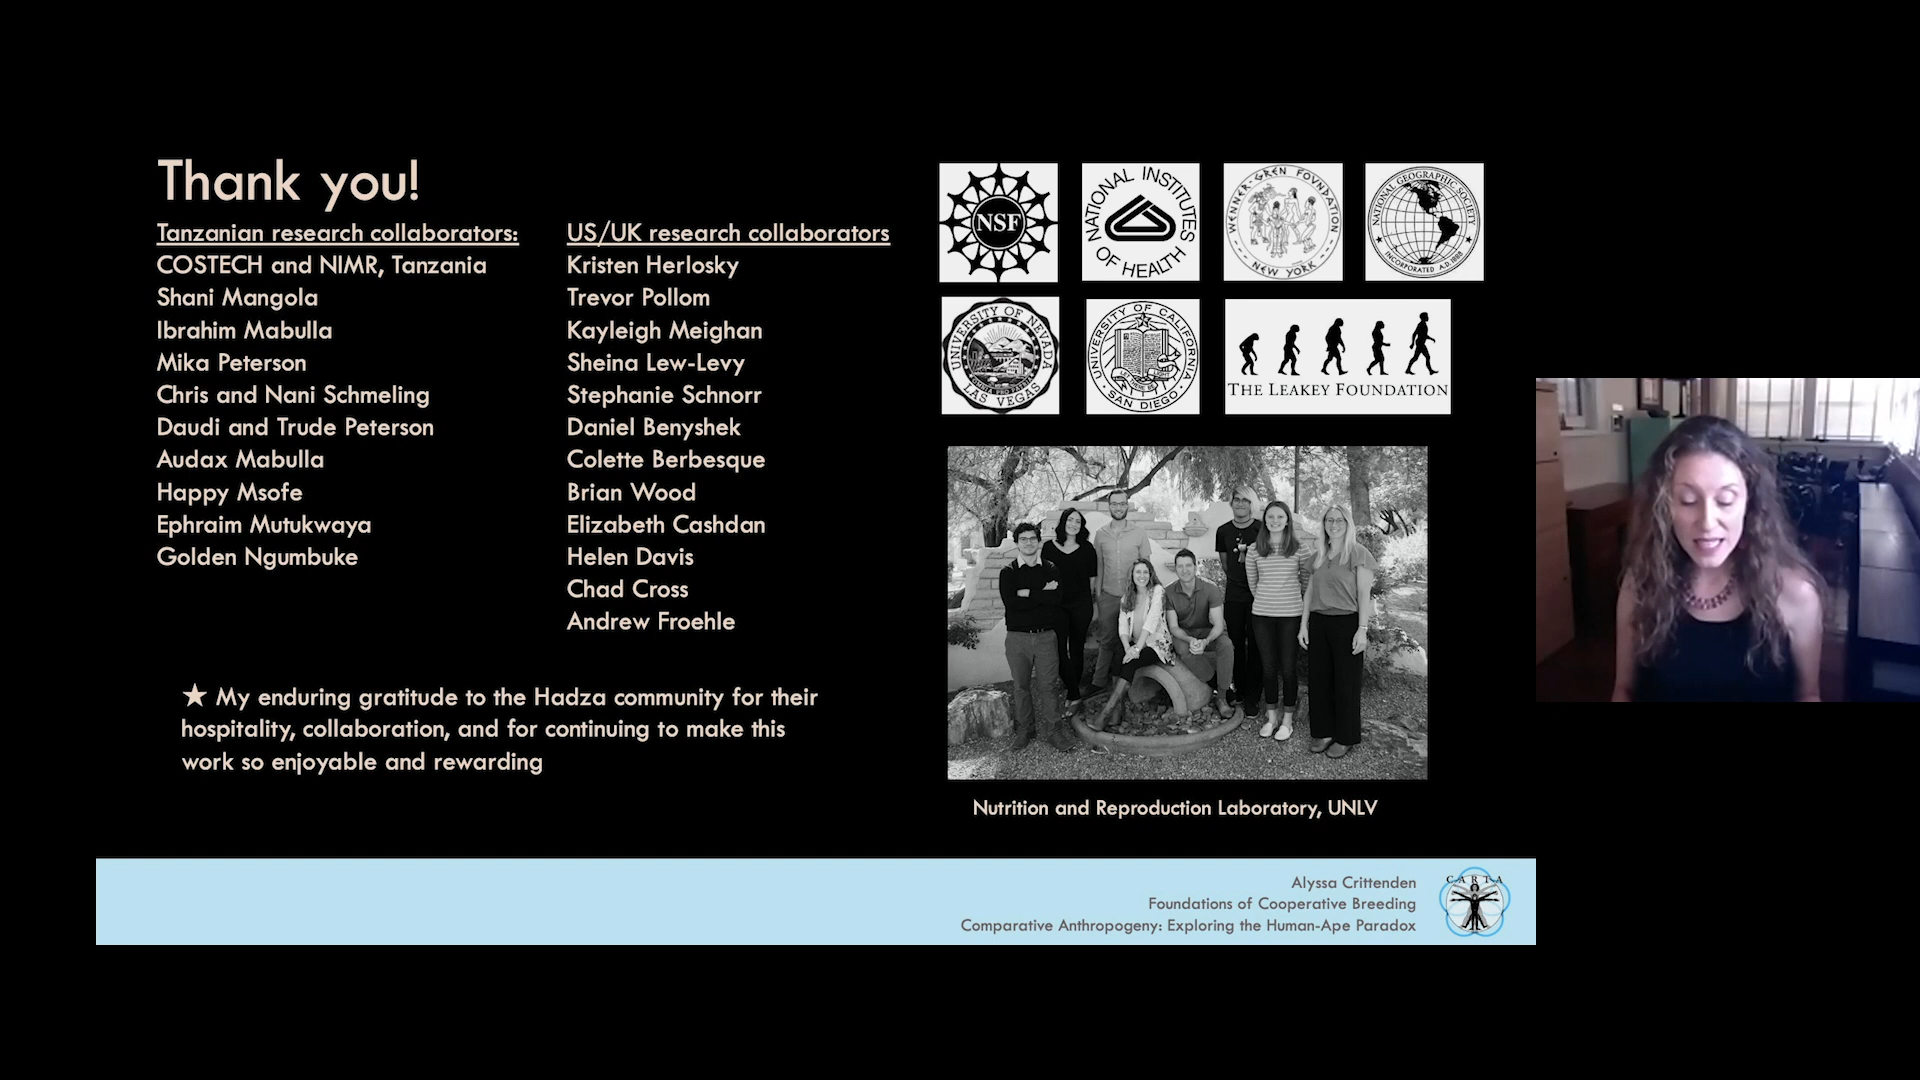 Thank you!
Tanzanian research collaborators:
COSTECH and NIMR, Tanzania
Shani Mangola
Ibrahim Mabulla
Mika Peterson
Chris and Nani Schmeling
Daudi and Trude Peterson
Audax Mabulla
Happy Msofe
Ephraim Mutukwaya
Golden Ngumbuke
US/UK research collaborators
Kristen Herlosky
Trevor Pollom
Kayleigh Meighan
Sheina Lew-Levy
Stephanie Schnorr
Daniel Benyshek
Colette Berbesque
Brian Wood
Elizabeth Cashdan
Helen Davis
Chad Cross
Andrew Froehle
★ My enduring gratitude to the Hadza community for their
hospitality, collaboration, and for continuing to make this
work so enjoyable and rewarding
NSF
NATIONAL INSTITUTES
OF HEALTH
WENNER-GREN FOVNDATION
NEW YORK
NATIONAL GEOGRAPHIC SOCIETY
INCORPORATED A.D. 1888
UNIVERSITY OF NEVADA
LAS VEGAS
UNIVERSITY OF CALIFORNIA
SAN DIEGO
THE LEAKEY FOUNDATION
Nutrition and Reproduction Laboratory, UNLV
Alyssa Crittenden
Foundations of Cooperative Breeding
Comparative Anthropogeny: Exploring the Human-Ape Paradox
CARTA